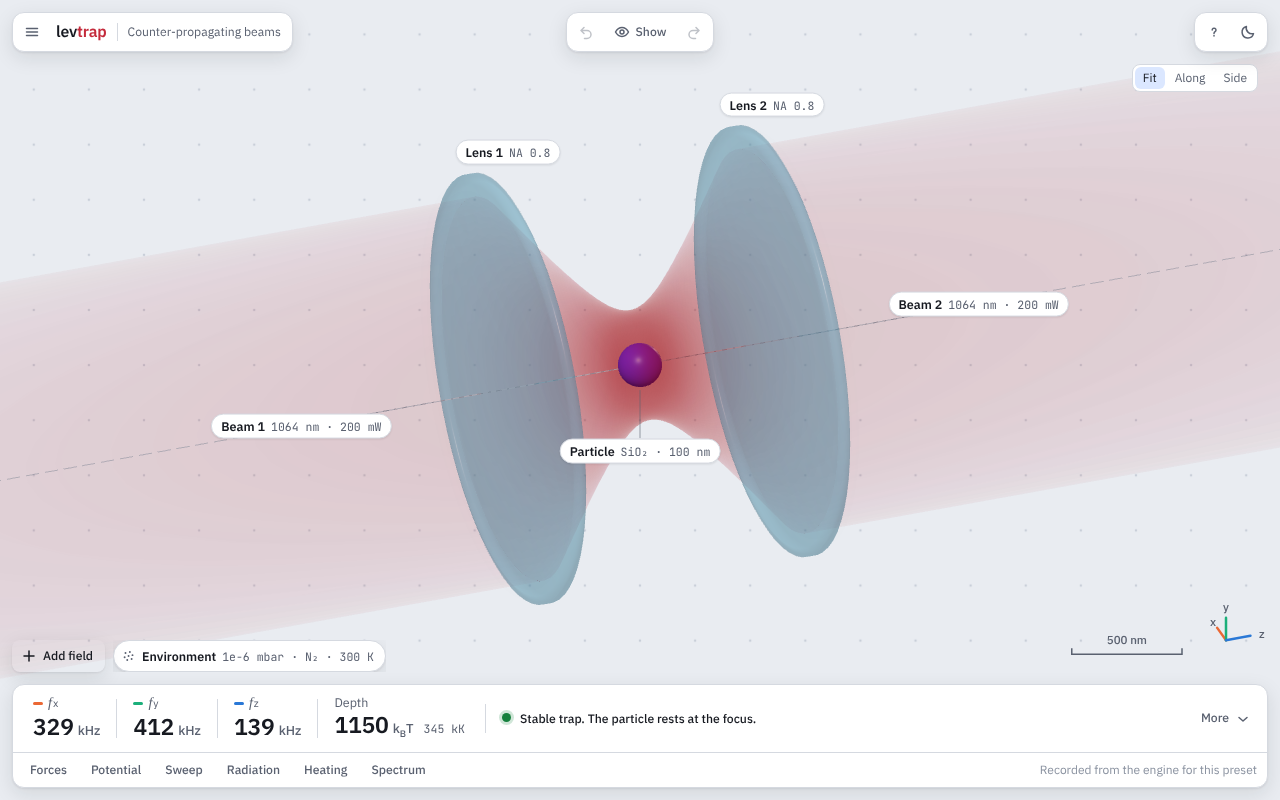 levtrap Counter-propagating beams
Show
?
Fit Along Side
Lens 2 NA 0.8
Lens 1 NA 0.8
Beam 2 1064 nm · 200 mW
Beam 1 1064 nm · 200 mW
Particle SiO₂ · 100 nm
y
x
z
500 nm
Add field
Environment 1e-6 mbar · N₂ · 300 K
fx fy fz Depth
329 kHz 412 kHz 139 kHz 1150 kBT 345 kK
Stable trap. The particle rests at the focus.
More
Forces Potential Sweep Radiation Heating Spectrum
Recorded from the engine for this preset